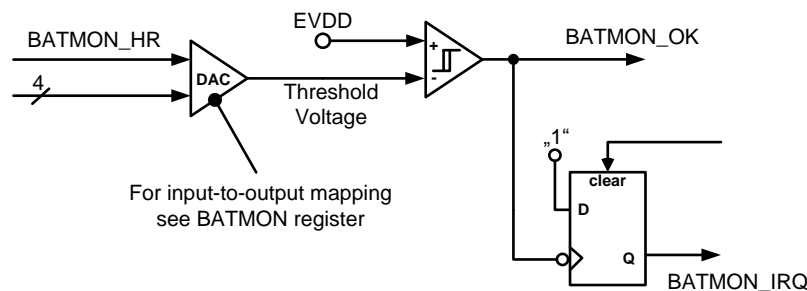 EVDD
BATMON_HR
BATMON_OK
+
-
DAC
4
Threshold
Voltage
„1“
clear
For input-to-output mapping
see BATMON register
D
Q
BATMON_IRQ